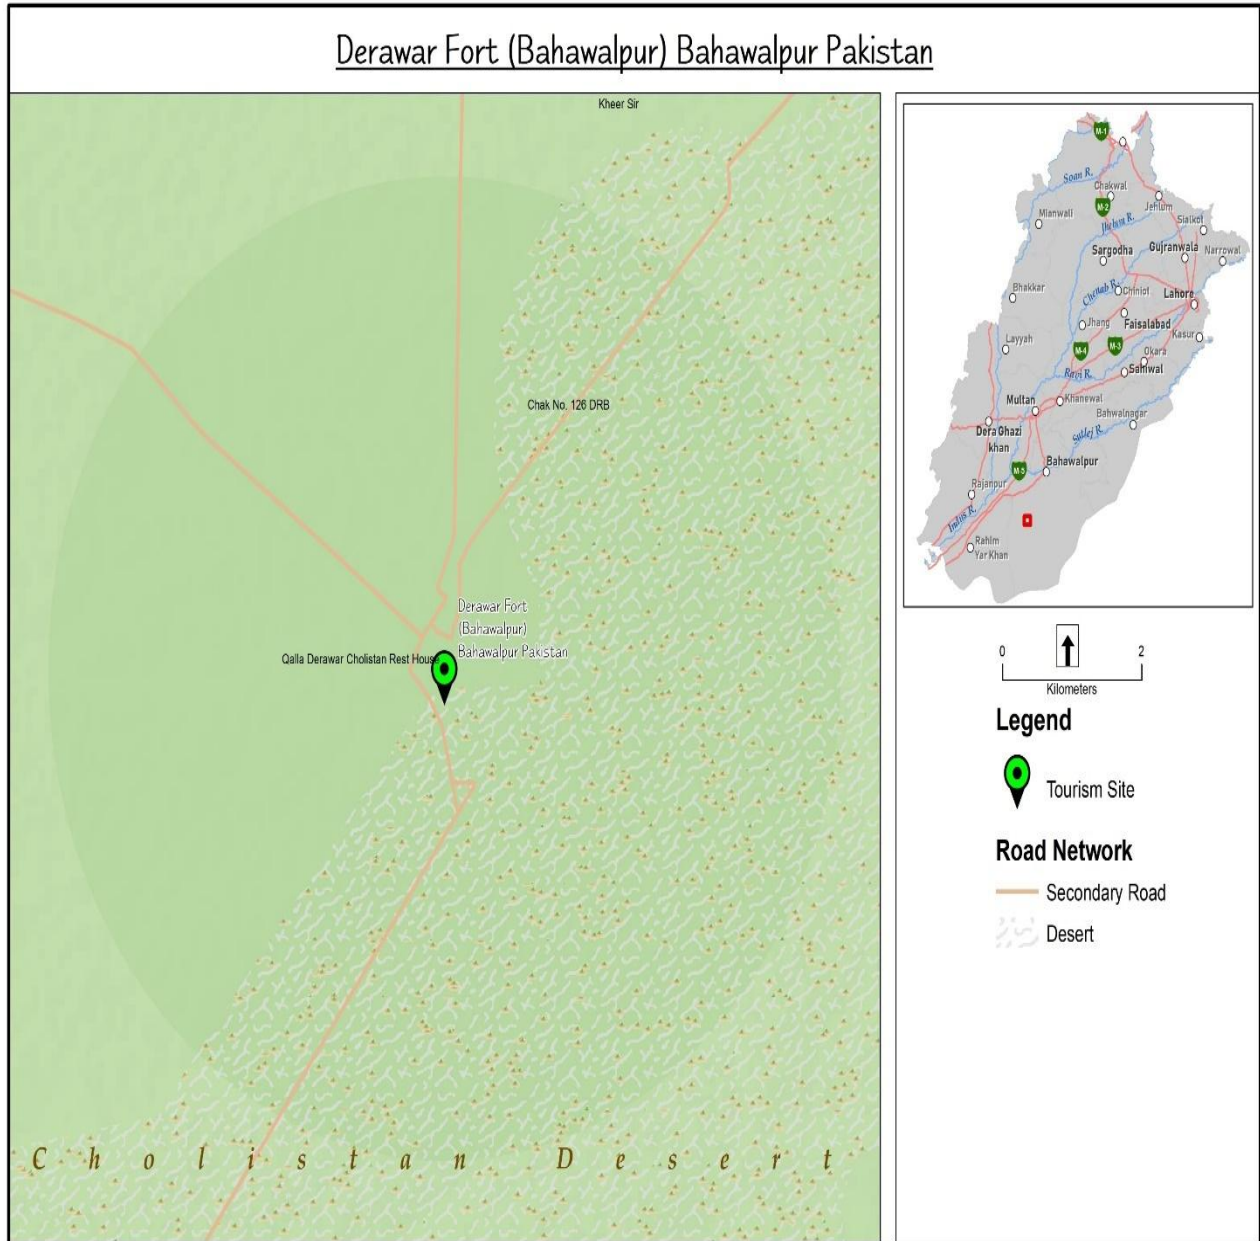 Derawar Fort (Bahawalpur) Bahawalpur Pakistan
Kheer Sir
Chak No. 126 DRB
Derawar Fort
(Bahawalpur)
Bahawalpur Pakistan
Qalla Derawar Cholistan Rest House
Cholistan Desert
M-1
Soan R.
Chakwal
M-2
Jehlum
Mianwali
Jhelum R.
Sialkot
Sargodha
Gujranwala
Narrowal
Bhakkar
Chenab R.
Chiniot
Lahore
Jhang
Faisalabad
Kasur
Layyah
M-4
M-3
Okara
Ravi R.
Sahiwal
Multan
Khanewal
Bahwalnagar
Dera Ghazi
khan
Sutlej R.
Bahawalpur
M-5
Rajanpur
Indus R.
Rahim
Yar Khan
0 2
Kilometers
Legend
Tourism Site
Road Network
Secondary Road
Desert